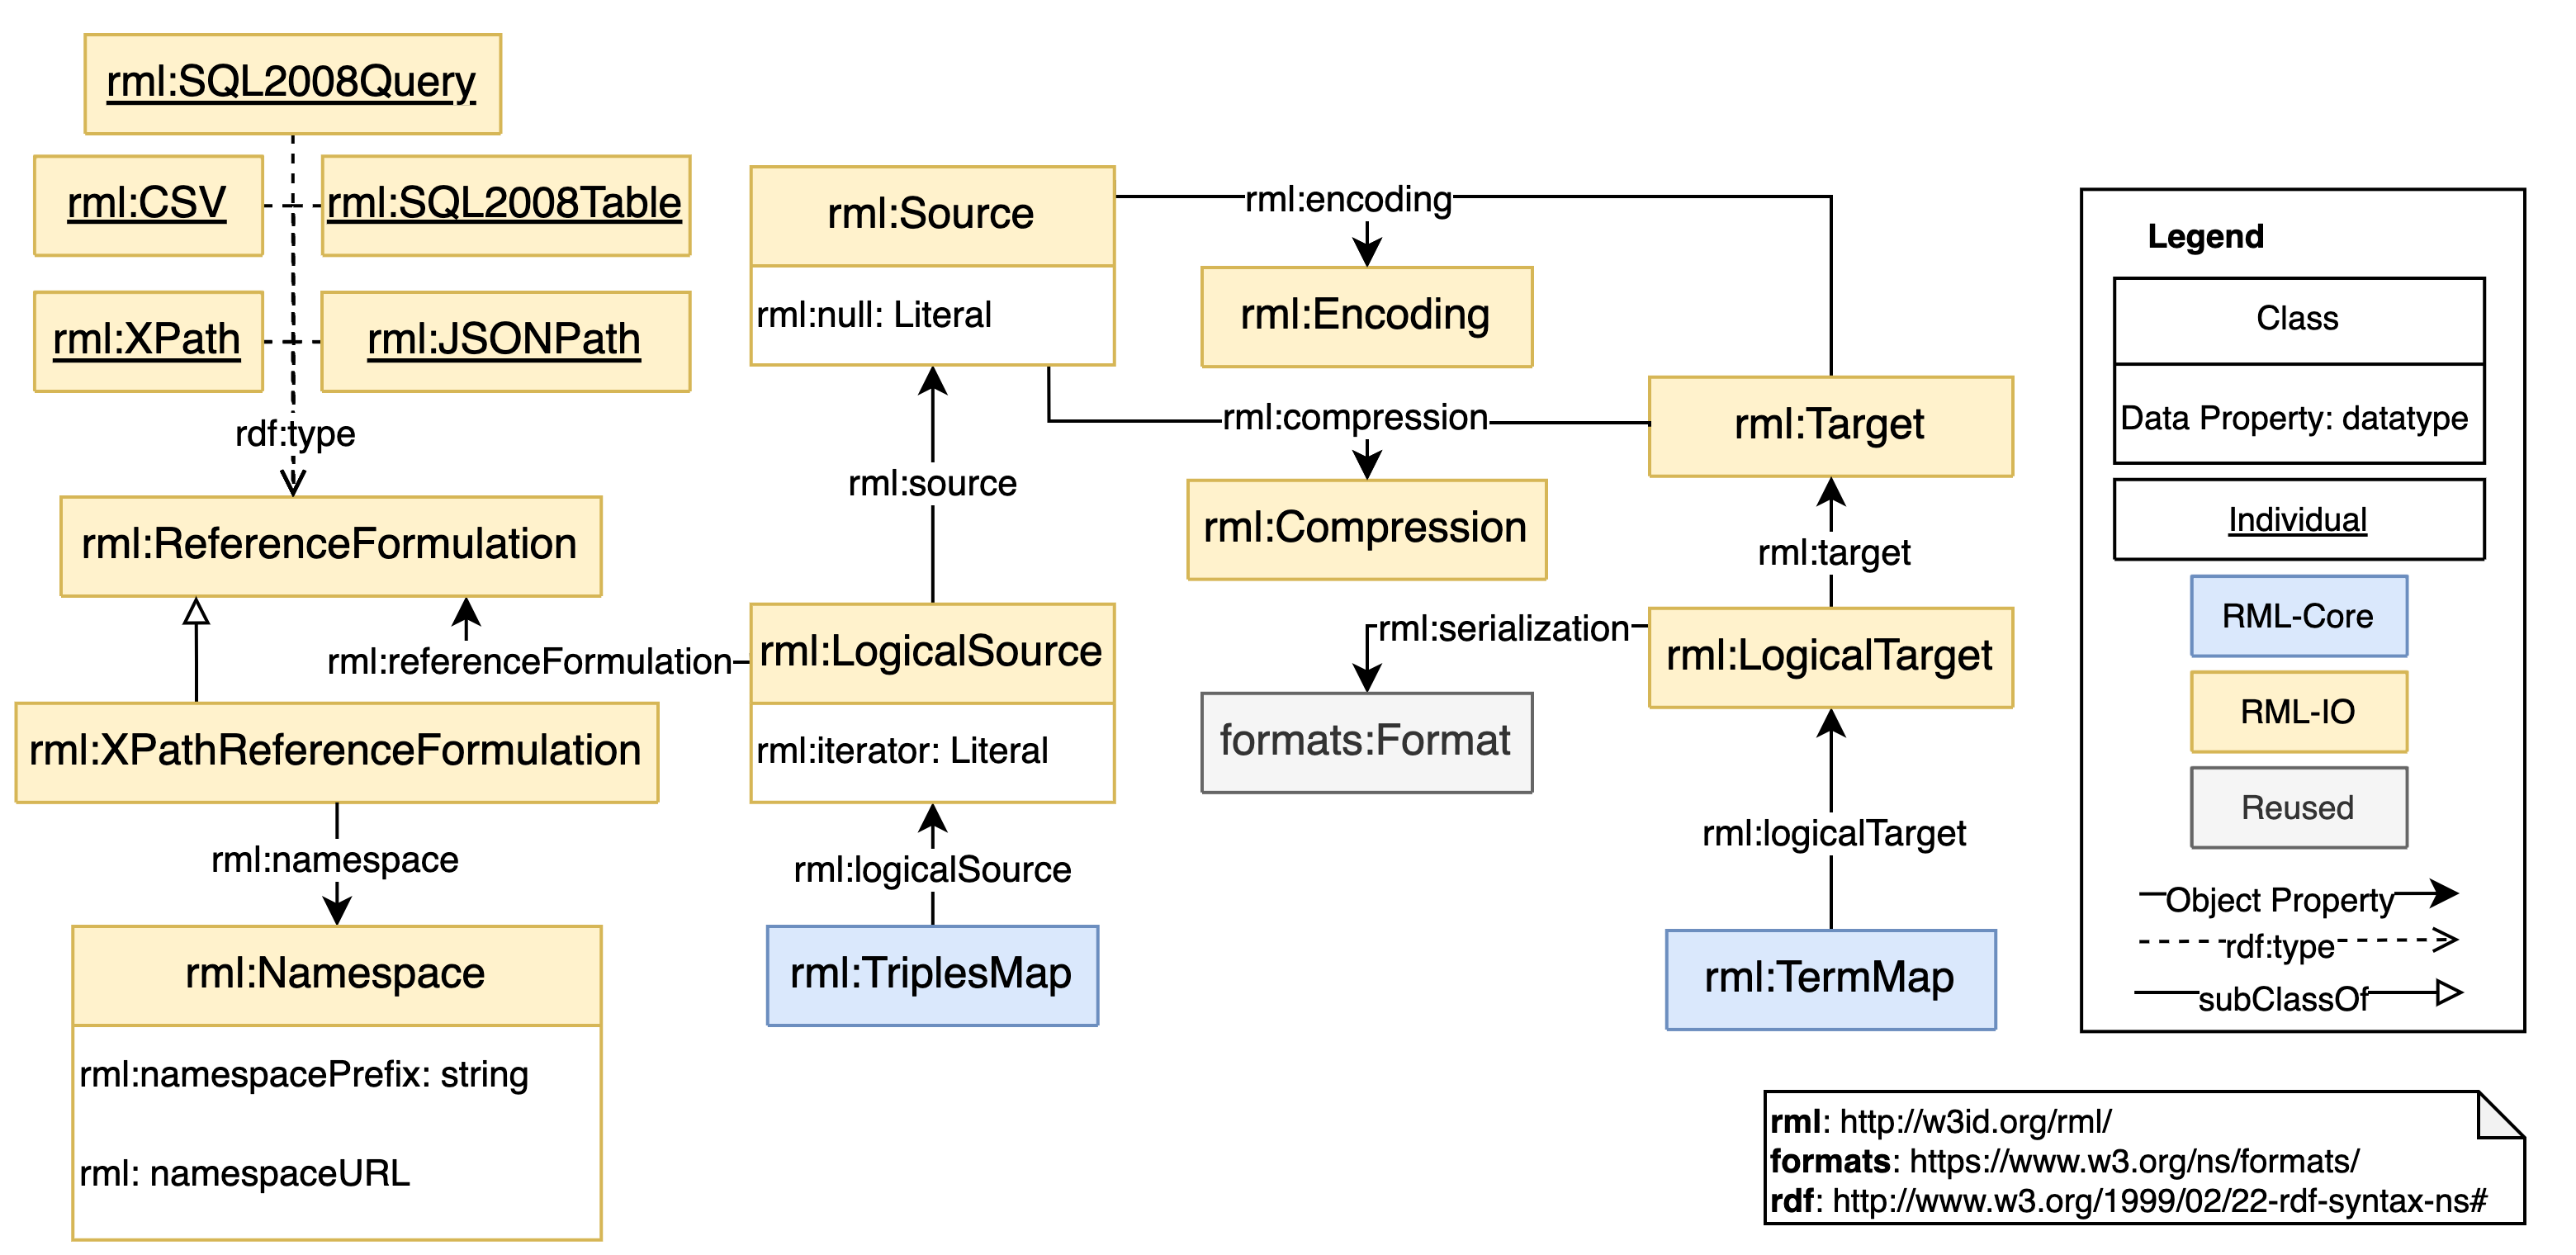 rml:SQL2008Query
rml:CSV
rml:SQL2008Table
rml:XPath
rml:JSONPath
rdf:type
rml:ReferenceFormulation
rml:referenceFormulation
rml:XPathReferenceFormulation
rml:namespace
rml:Namespace
rml:namespacePrefix: string
rml: namespaceURL
rml:Source
rml:null: Literal
rml:source
rml:LogicalSource
rml:iterator: Literal
rml:logicalSource
rml:TriplesMap
rml:encoding
rml:Encoding
rml:compression
rml:Compression
rml:serialization
formats:Format
rml:Target
rml:target
rml:LogicalTarget
rml:logicalTarget
rml:TermMap
Legend
Class
Data Property: datatype
Individual
RML-Core
RML-IO
Reused
Object Property
rdf:type
subClassOf
rml: http://w3id.org/rml/
formats: https://www.w3.org/ns/formats/
rdf: http://www.w3.org/1999/02/22-rdf-syntax-ns#